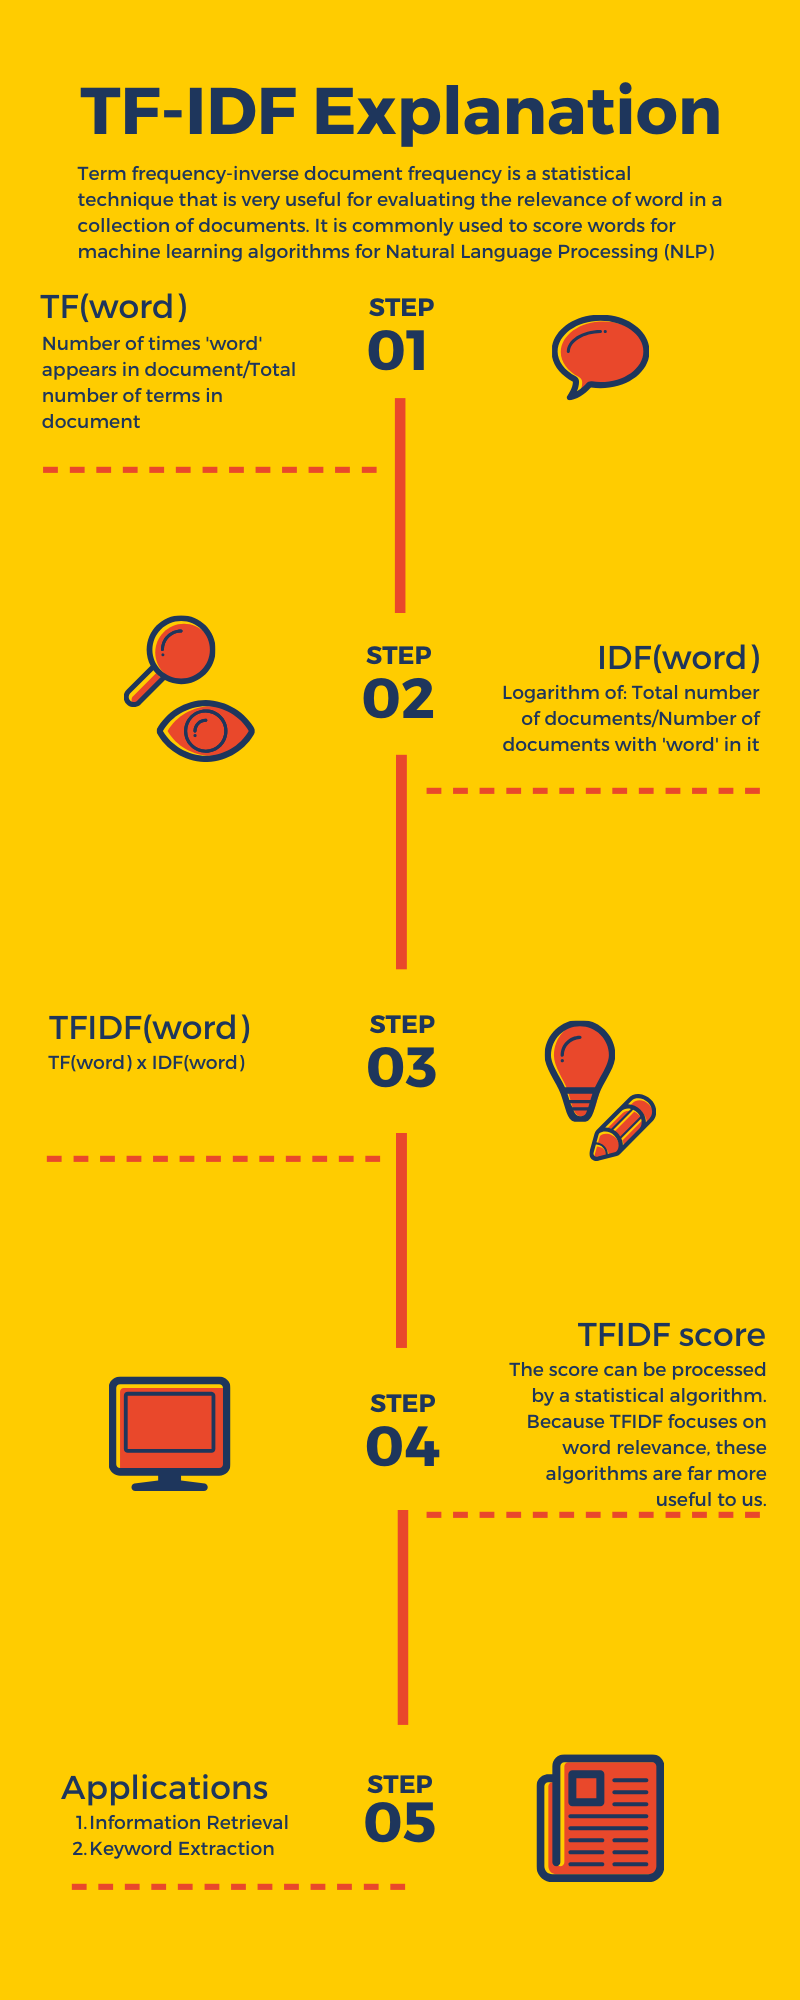 TF-IDF Explanation
Term frequency-inverse document frequency is a statistical
technique that is very useful for evaluating the relevance of word in a
collection of documents. It is commonly used to score words for
machine learning algorithms for Natural Language Processing (NLP)
TF(word)
Number of times 'word'
appears in document/Total
number of terms in
document
STEP
01
STEP
02
IDF(word)
Logarithm of: Total number
of documents/Number of
documents with 'word' in it
TFIDF(word)
TF(word) x IDF(word)
STEP
03
STEP
04
TFIDF score
The score can be processed
by a statistical algorithm.
Because TFIDF focuses on
word relevance, these
algorithms are far more
useful to us.
Applications
1. Information Retrieval
2. Keyword Extraction
STEP
05